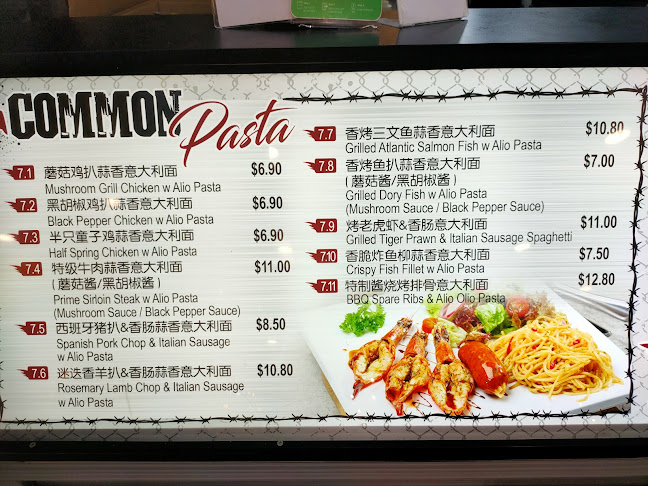 COMMON
Pasta
7.1 蘑菇鸡扒蒜香意大利面 $6.90
Mushroom Grill Chicken w Alio Pasta
7.2 黑胡椒鸡扒蒜香意大利面 $6.90
Black Pepper Chicken w Alio Pasta
7.3 半只童子鸡蒜香意大利面 $6.90
Half Spring Chicken w Alio Pasta
7.4 特级牛肉蒜香意大利面 $11.00
(蘑菇酱/黑胡椒酱)
Prime Sirloin Steak w Alio Pasta
(Mushroom Sauce / Black Pepper Sauce)
7.5 西班牙猪扒&香肠蒜香意大利面 $8.50
Spanish Pork Chop & Italian Sausage
w Alio Pasta
7.6 迷迭香羊扒&香肠蒜香意大利面 $10.80
Rosemary Lamb Chop & Italian Sausage
w Alio Pasta
7.7 香烤三文鱼蒜香意大利面 $10.80
Grilled Atlantic Salmon Fish w Alio Pasta
7.8 香烤鱼扒蒜香意大利面 $7.00
(蘑菇酱/黑胡椒酱)
Grilled Dory Fish w Alio Pasta
(Mushroom Sauce / Black Pepper Sauce)
7.9 烤老虎虾&香肠意大利面 $11.00
Grilled Tiger Prawn & Italian Sausage Spaghetti
7.10 香脆炸鱼柳蒜香意大利面 $7.50
Crispy Fish Fillet w Alio Pasta
7.11 特制酱烧烤排骨意大利面 $12.80
BBQ Spare Ribs & Alio Olio Pasta